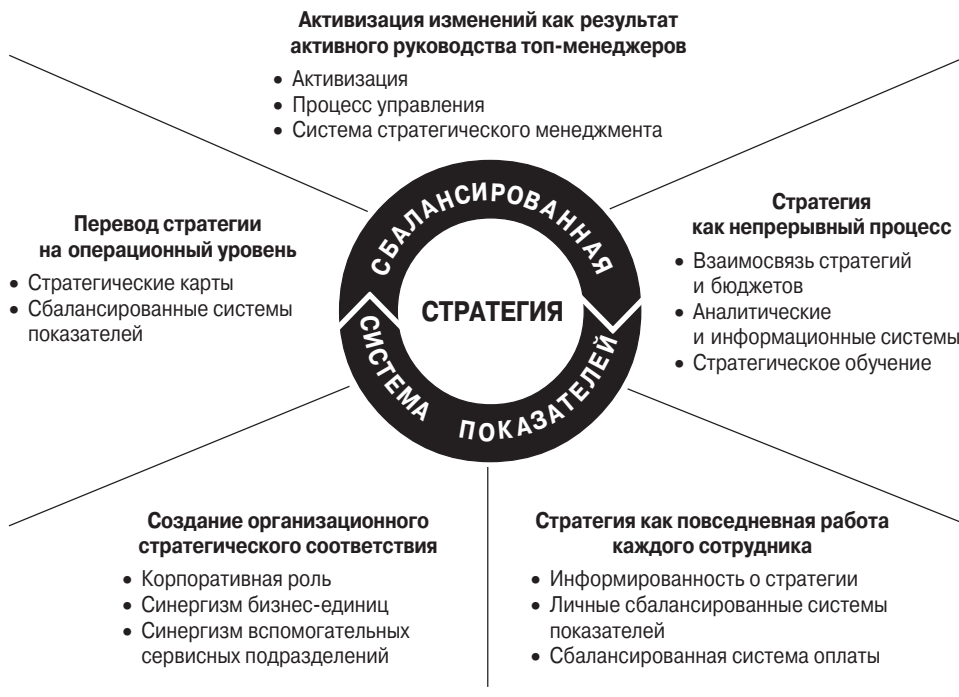 Активизация изменений как результат
активного руководства топ-менеджеров
• Активизация
• Процесс управления
• Система стратегического менеджмента
Перевод стратегии
на операционный уровень
• Стратегические карты
• Сбалансированные системы
показателей
СБАЛАНСИРОВАННАЯ
СИСТЕМА ПОКАЗАТЕЛЕЙ
СТРАТЕГИЯ
Стратегия
как непрерывный процесс
• Взаимосвязь стратегий
и бюджетов
• Аналитические
и информационные системы
• Стратегическое обучение
Создание организационного
стратегического соответствия
• Корпоративная роль
• Синергизм бизнес-единиц
• Синергизм вспомогательных
сервисных подразделений
Стратегия как повседневная работа
каждого сотрудника
• Информированность о стратегии
• Личные сбалансированные системы
показателей
• Сбалансированная система оплаты